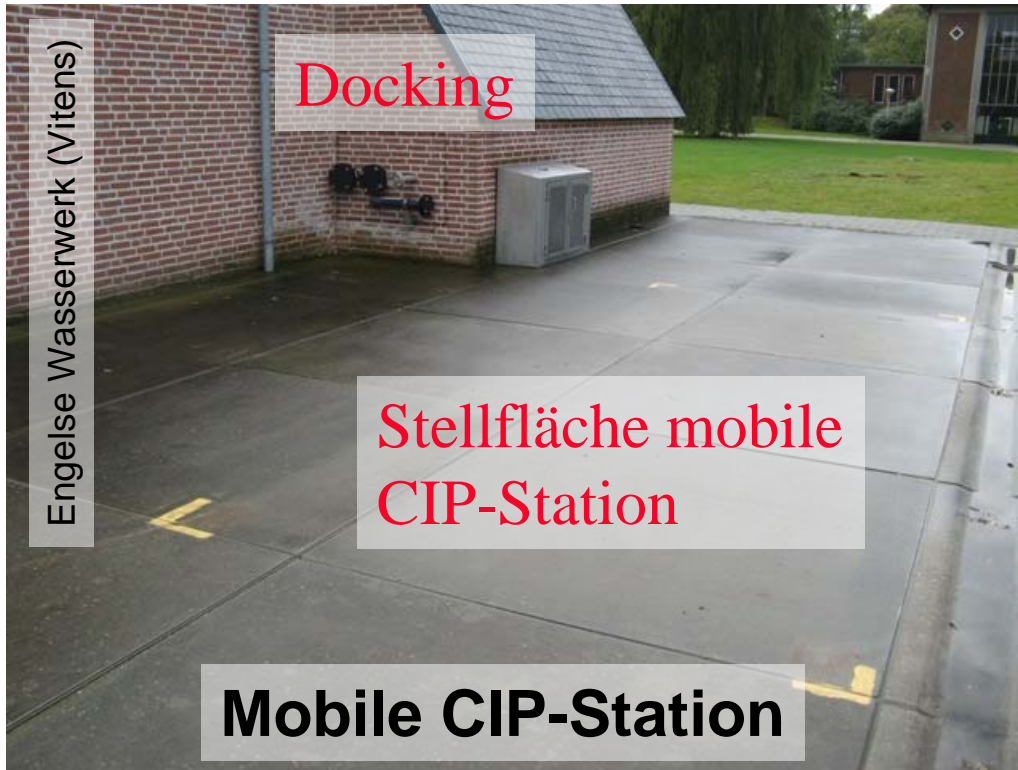 Engelse Wasserwerk (Vitens)
Docking
Stellfläche mobile
CIP-Station
Mobile CIP-Station